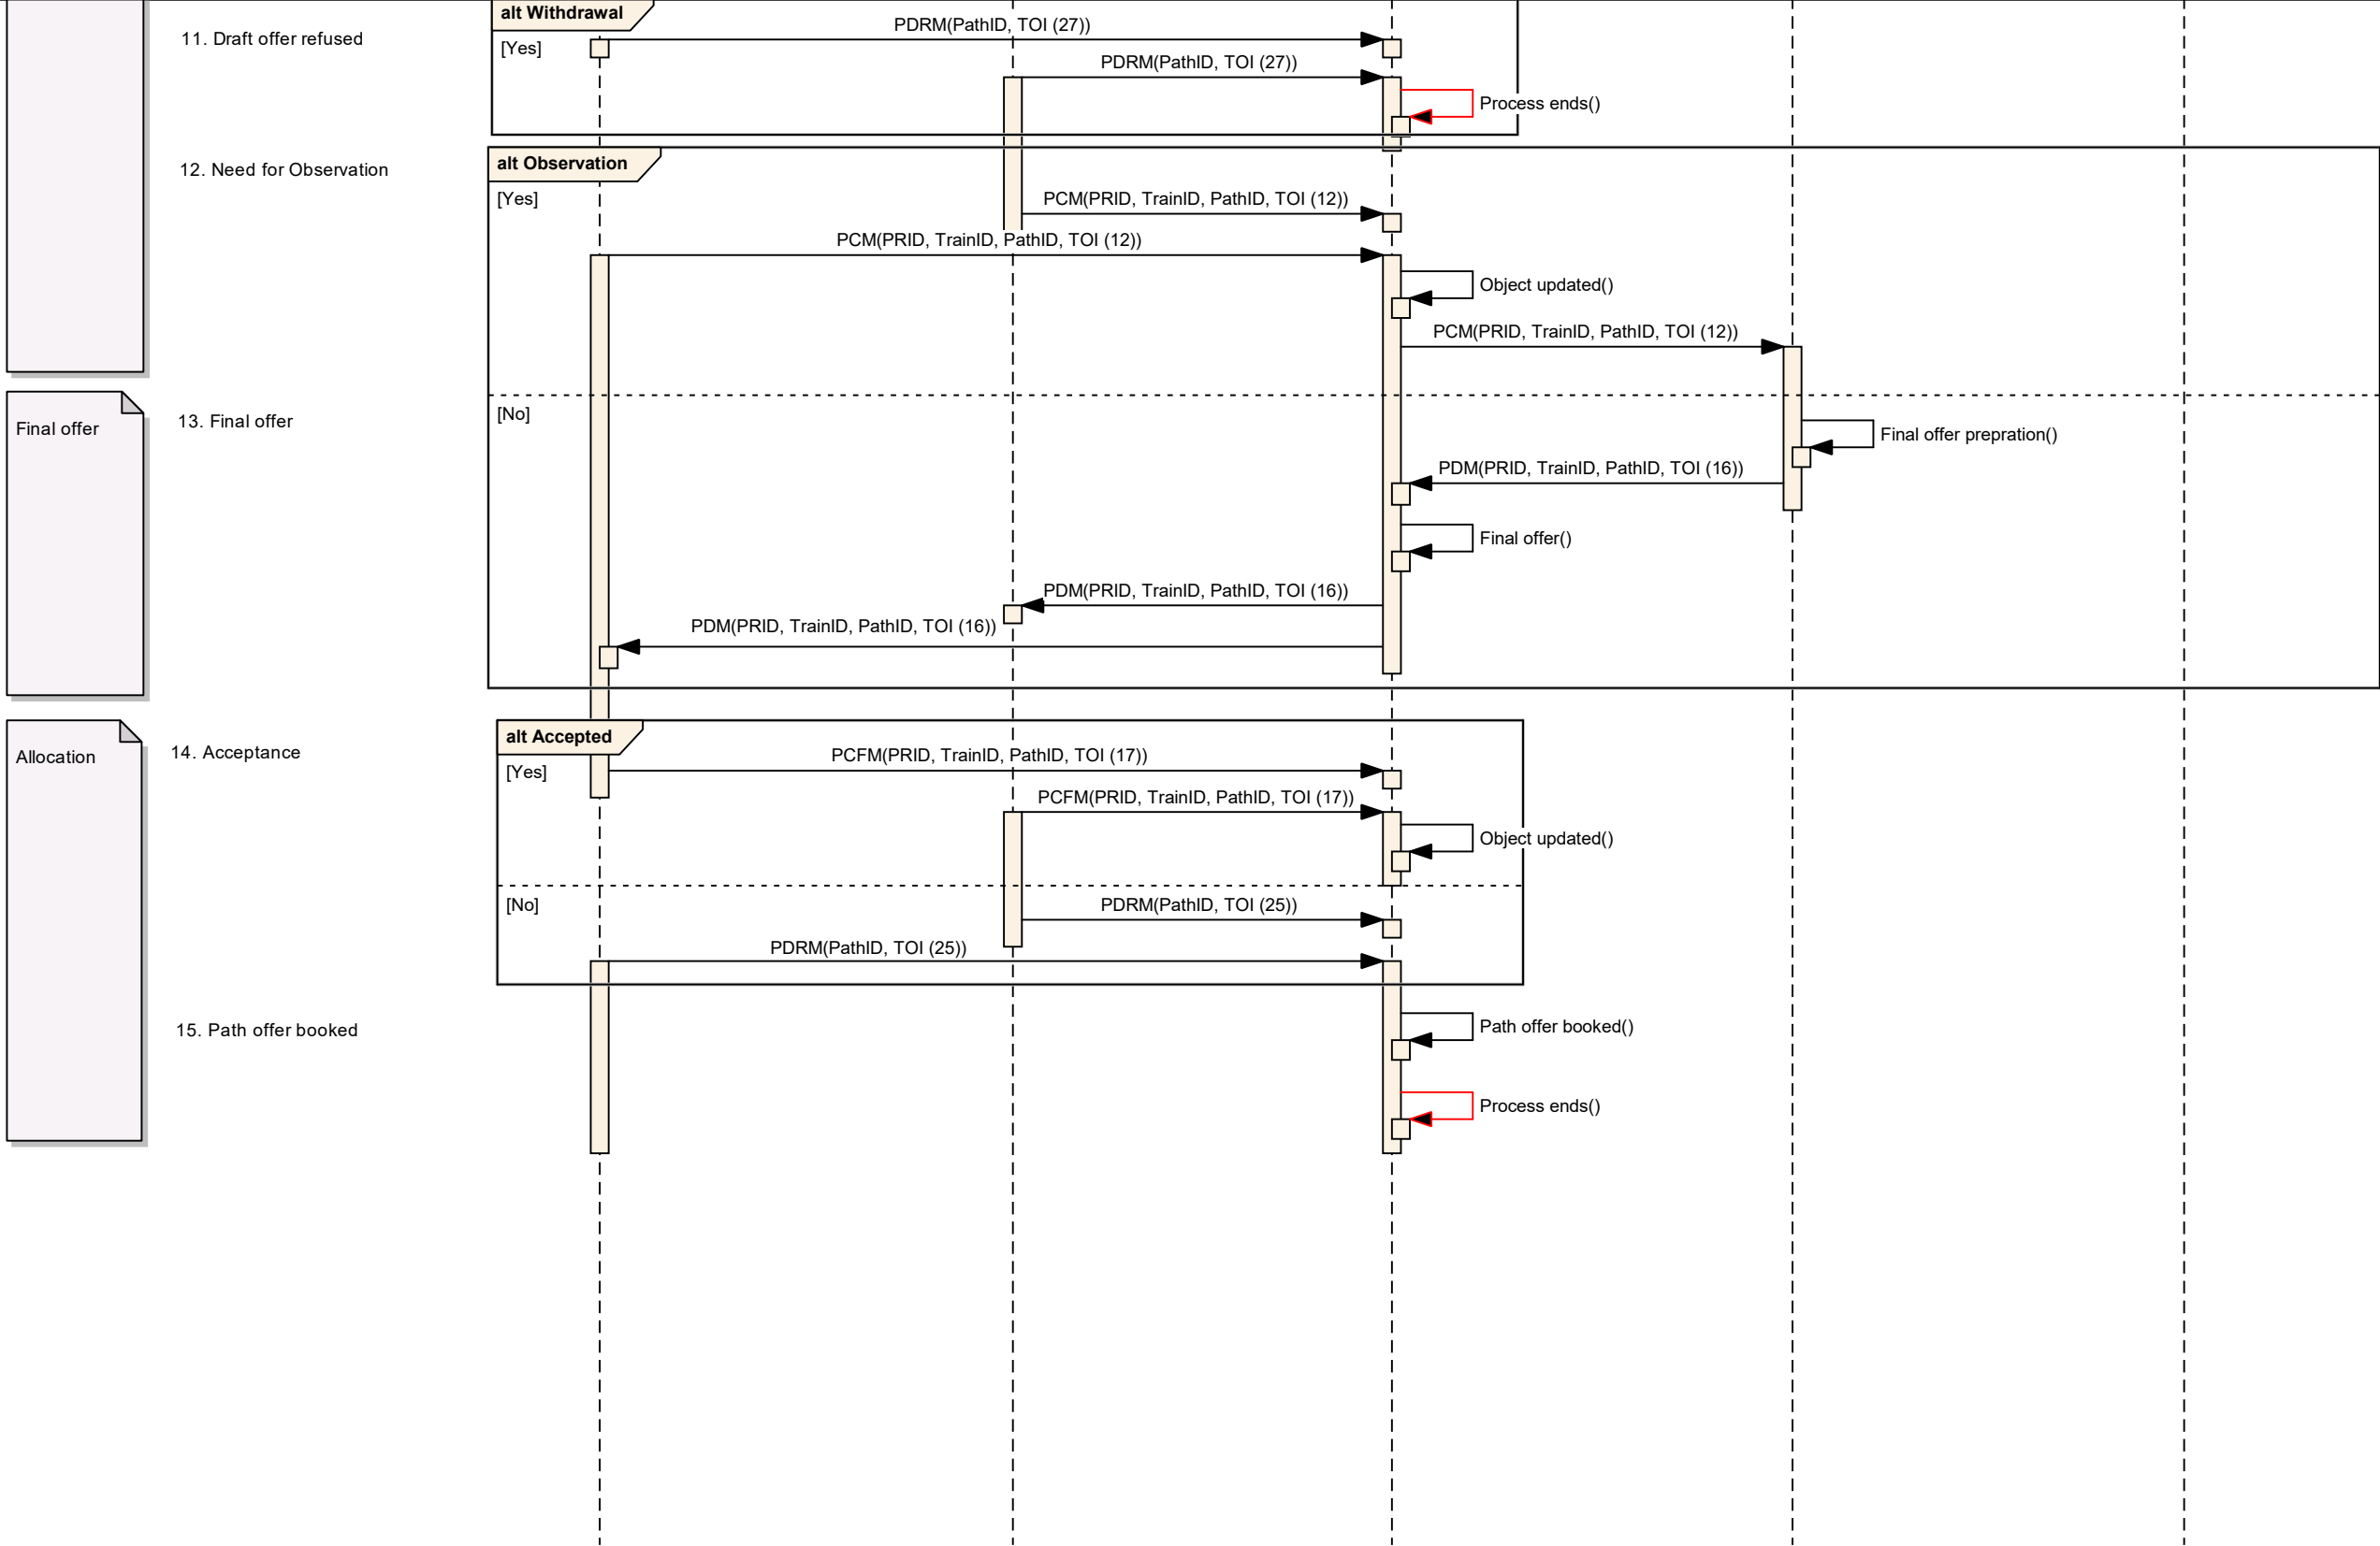 alt Withdrawal
PDRM(PathID, TOI (27))
11. Draft offer refused
[Yes]
PDRM(PathID, TOI (27))
Process ends()
alt Observation
12. Need for Observation
[Yes]
PCM(PRID, TrainID, PathID, TOI (12))
PCM(PRID, TrainID, PathID, TOI (12))
Object updated()
PCM(PRID, TrainID, PathID, TOI (12))
[No]
13. Final offer
Final offer
Final offer prepration()
PDM(PRID, TrainID, PathID, TOI (16))
Final offer()
PDM(PRID, TrainID, PathID, TOI (16))
PDM(PRID, TrainID, PathID, TOI (16))
alt Accepted
14. Acceptance
Allocation
PCFM(PRID, TrainID, PathID, TOI (17))
[Yes]
PCFM(PRID, TrainID, PathID, TOI (17))
Object updated()
[No]
PDRM(PathID, TOI (25))
PDRM(PathID, TOI (25))
15. Path offer booked
Path offer booked()
Process ends()